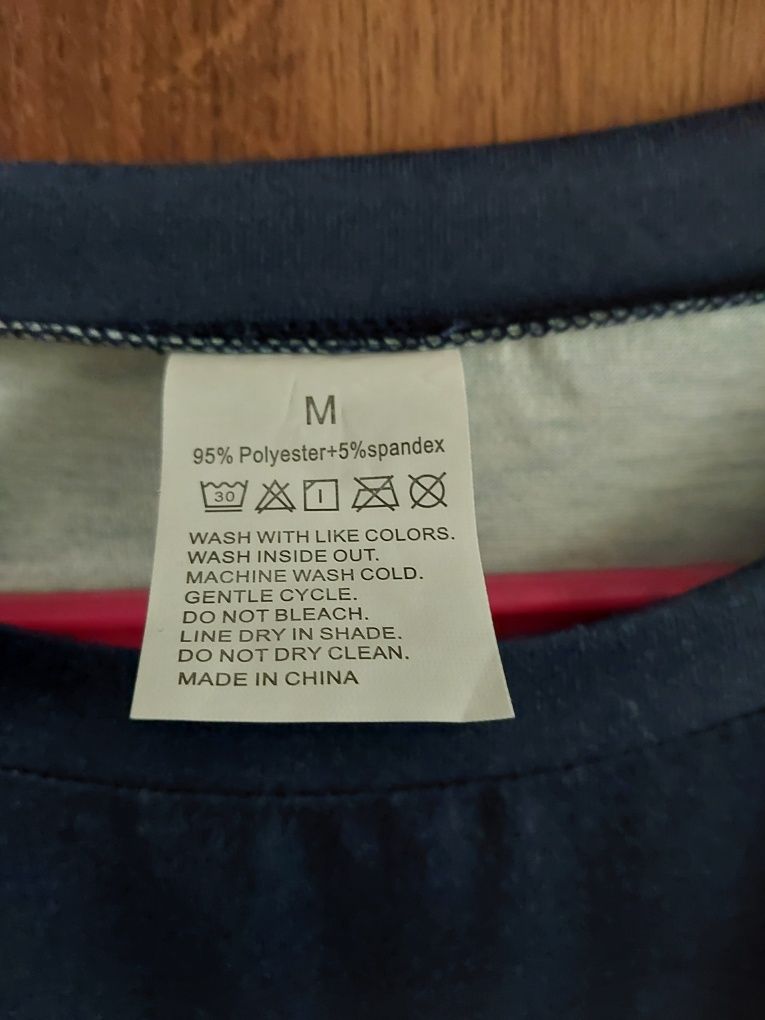 M
95% Polyester+5%spandex
30
WASH WITH LIKE COLORS.
WASH INSIDE OUT.
MACHINE WASH COLD.
GENTLE CYCLE.
DO NOT BLEACH.
LINE DRY IN SHADE.
DO NOT DRY CLEAN.
MADE IN CHINA